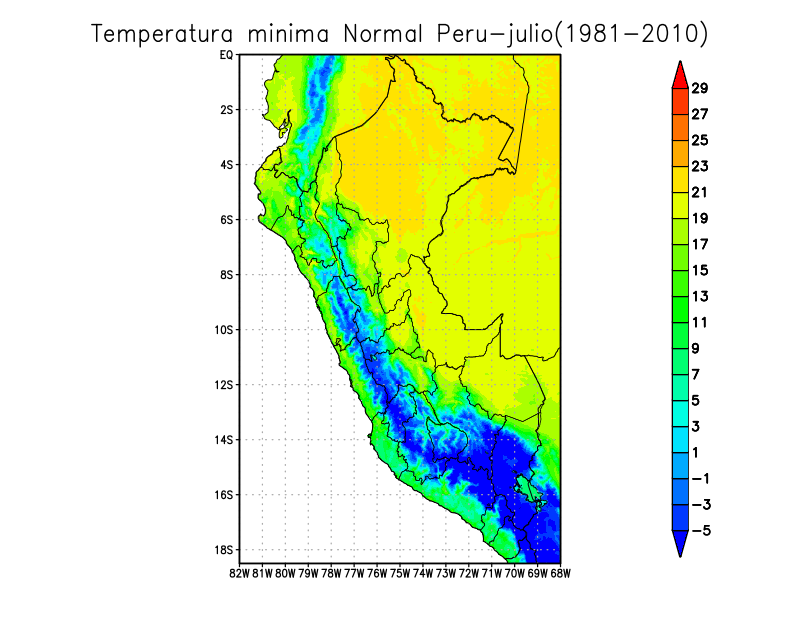 Temperatura minima Normal Peru-julio(1981-2010)
EQ
2S
4S
6S
8S
10S
12S
14S
16S
18S
82W 81W 80W 79W 78W 77W 76W 75W 74W 73W 72W 71W 70W 69W 68W
29
27
25
23
21
19
17
15
13
11
9
7
5
3
1
-1
-3
-5